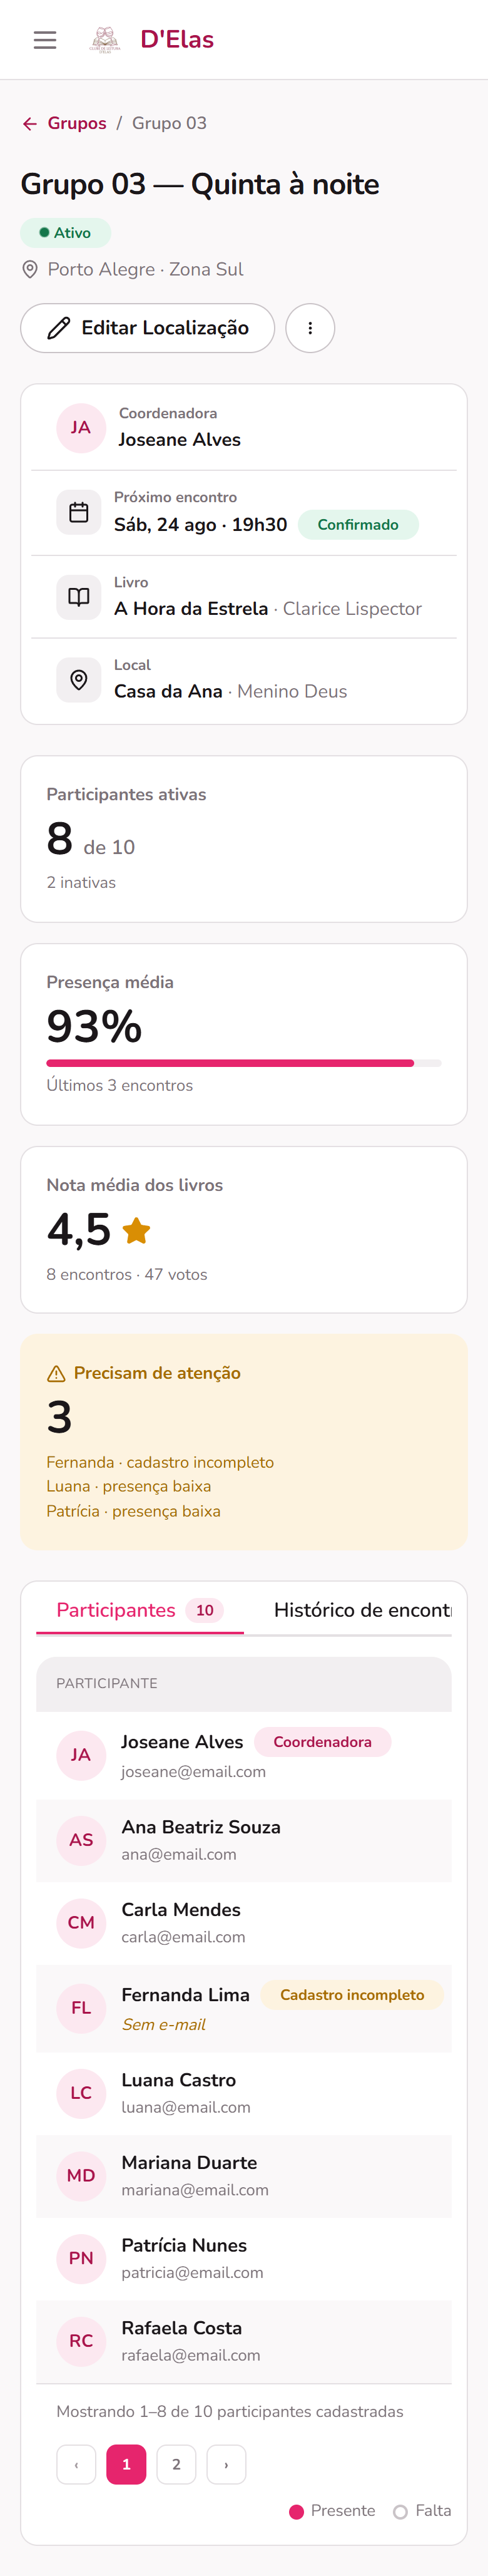 D'Elas
Grupos / Grupo 03
Grupo 03 — Quinta à noite
Ativo
Porto Alegre · Zona Sul
Editar Localização
JA
Coordenadora
Joseane Alves
Próximo encontro
Sáb, 24 ago · 19h30 Confirmado
Livro
A Hora da Estrela · Clarice Lispector
Local
Casa da Ana · Menino Deus
Participantes ativas
8 de 10
2 inativas
Presença média
93%
Últimos 3 encontros
Nota média dos livros
4,5
8 encontros · 47 votos
Precisam de atenção
3
Fernanda · cadastro incompleto
Luana · presença baixa
Patrícia · presença baixa
Participantes 10 Histórico de encont
PARTICIPANTE
JA
Joseane Alves Coordenadora
joseane@email.com
AS
Ana Beatriz Souza
ana@email.com
CM
Carla Mendes
carla@email.com
FL
Fernanda Lima Cadastro incompleto
Sem e-mail
LC
Luana Castro
luana@email.com
MD
Mariana Duarte
mariana@email.com
PN
Patrícia Nunes
patricia@email.com
RC
Rafaela Costa
rafaela@email.com
Mostrando 1–8 de 10 participantes cadastradas
‹ 1 2 ›
Presente Falta